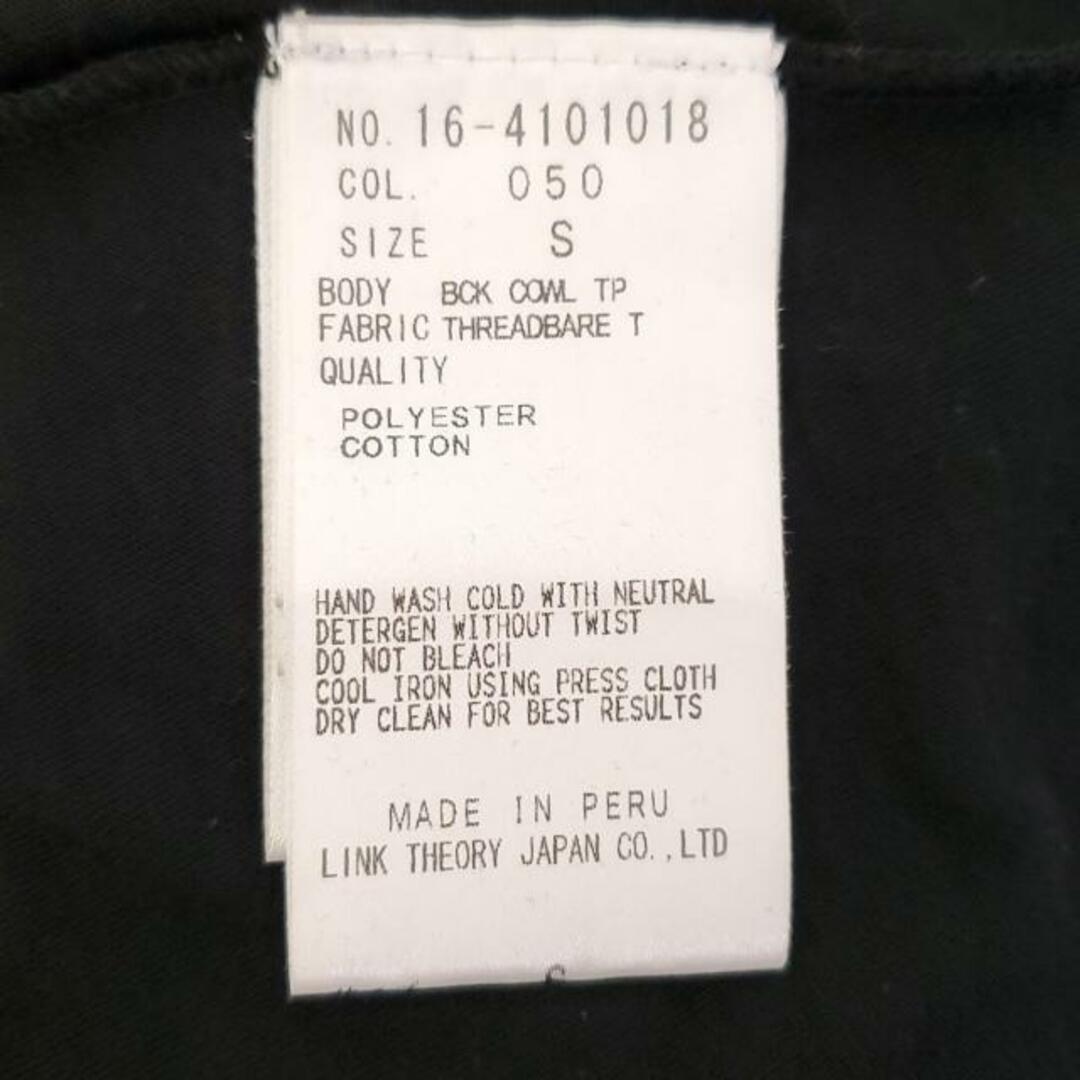 NO. 16-4101018
COL. 050
SIZE S
BODY BCK COWL TP
FABRIC THREADBARE T
QUALITY
POLYESTER
COTTON
HAND WASH COLD WITH NEUTRAL
DETERGEN WITHOUT TWIST
DO NOT BLEACH
COOL IRON USING PRESS CLOTH
DRY CLEAN FOR BEST RESULTS
MADE IN PERU
LINK THEORY JAPAN CO.,LTD